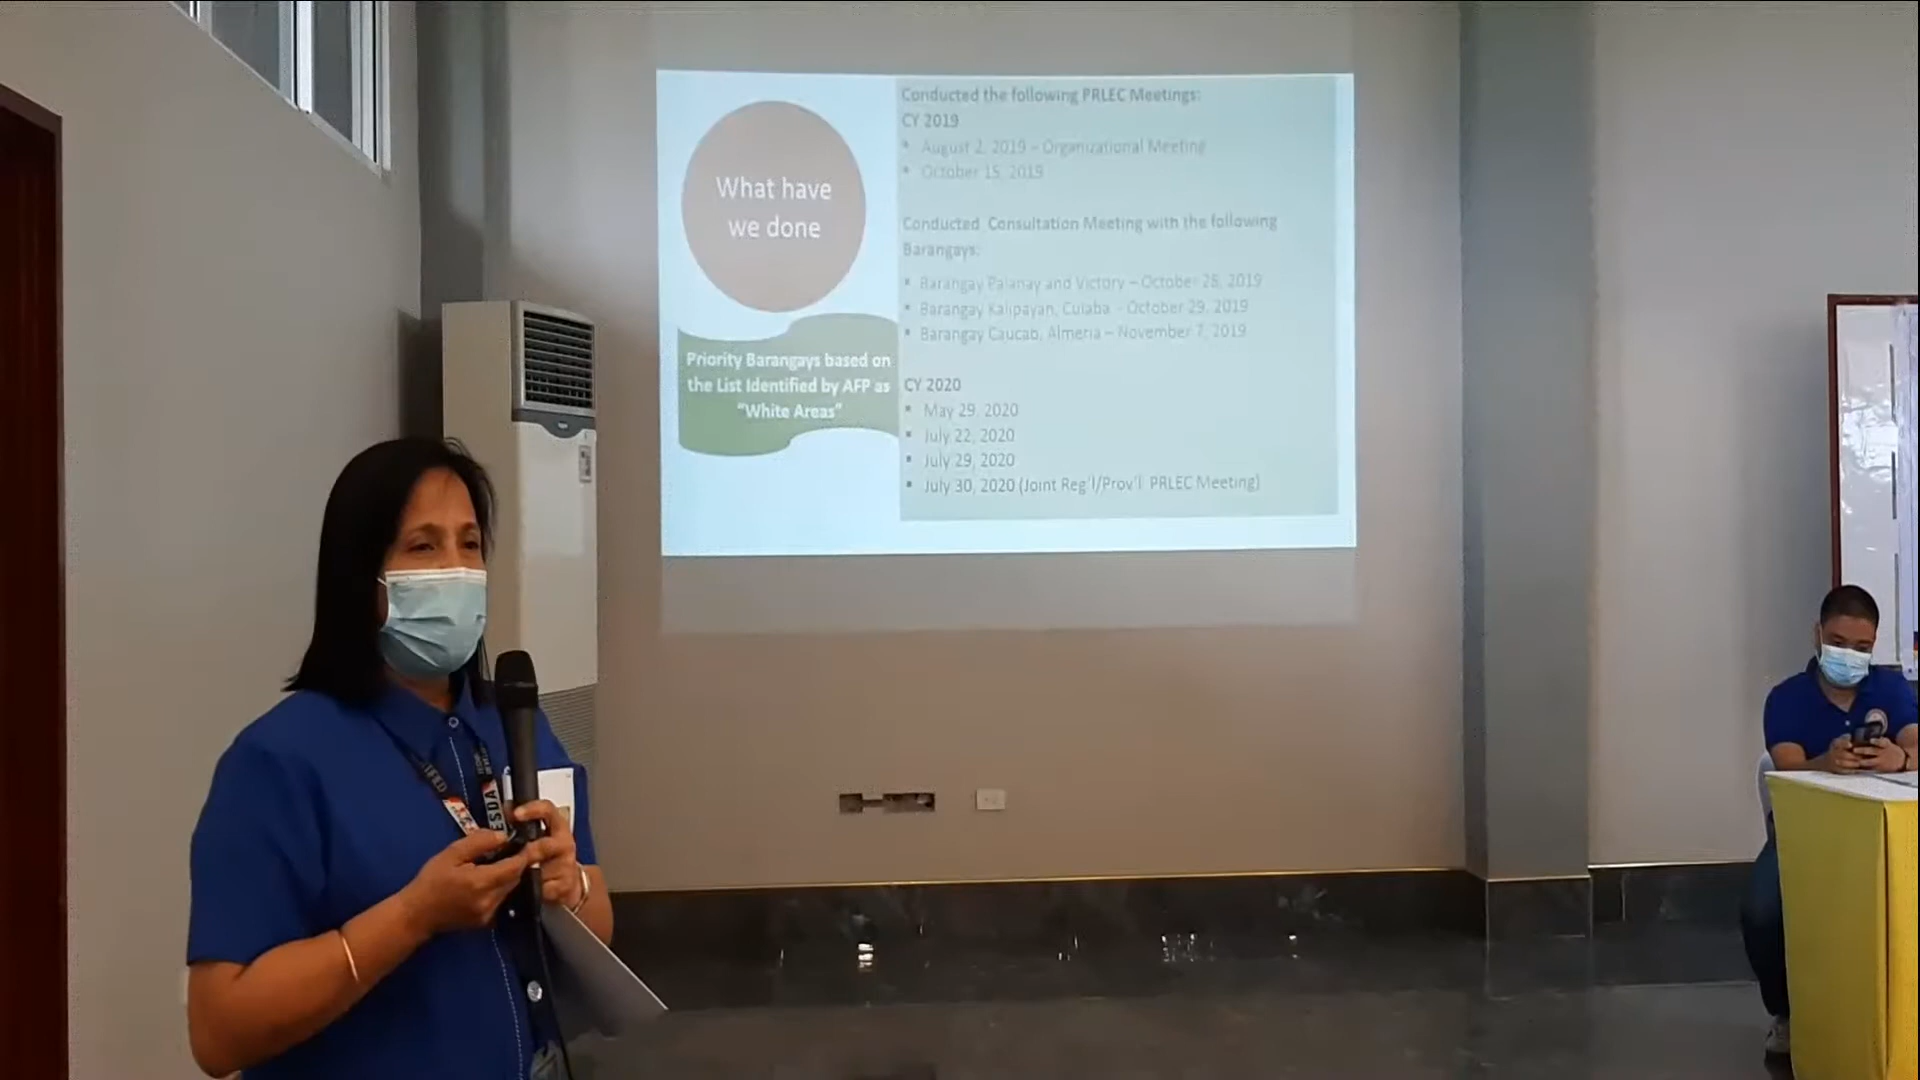 What have
we done
Priority Barangays based on
the List Identified by AFP as
"White Areas"
Conducted the following PRLEC Meetings:
CY 2019
August 2, 2019 – Organizational Meeting
October 15, 2019
Conducted Consultation Meeting with the following
Barangays:
Barangay Palanay and Victory – October 25, 2019
Barangay Kalipayan, Culaba – October 29, 2019
Barangay Caucab, Almeria – November 7, 2019
CY 2020
May 29, 2020
July 22, 2020
July 29, 2020
July 30, 2020 (Joint Reg'l/Prov'l PRLEC Meeting)
ESDA